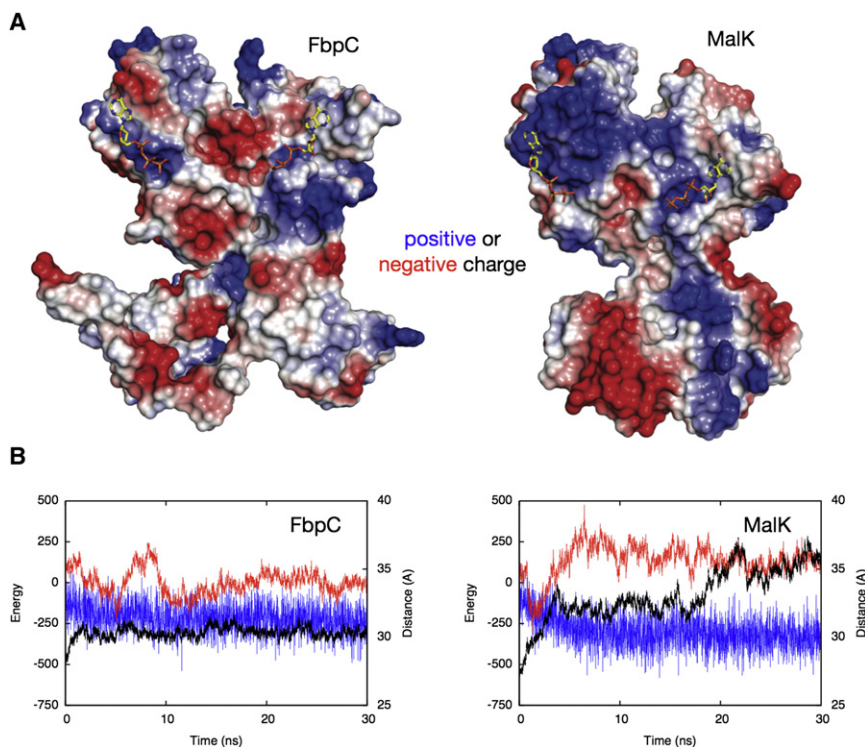 A
FbpC
MalK
positive or
negative charge
B
500
250
0
-250
-500
-750
Energy
FbpC
40
35
30
25
Distance (A)
0
10
20
30
Time (ns)
500
250
0
-250
-500
-750
Energy
MalK
40
35
30
25
Distance (A)
0
10
20
30
Time (ns)